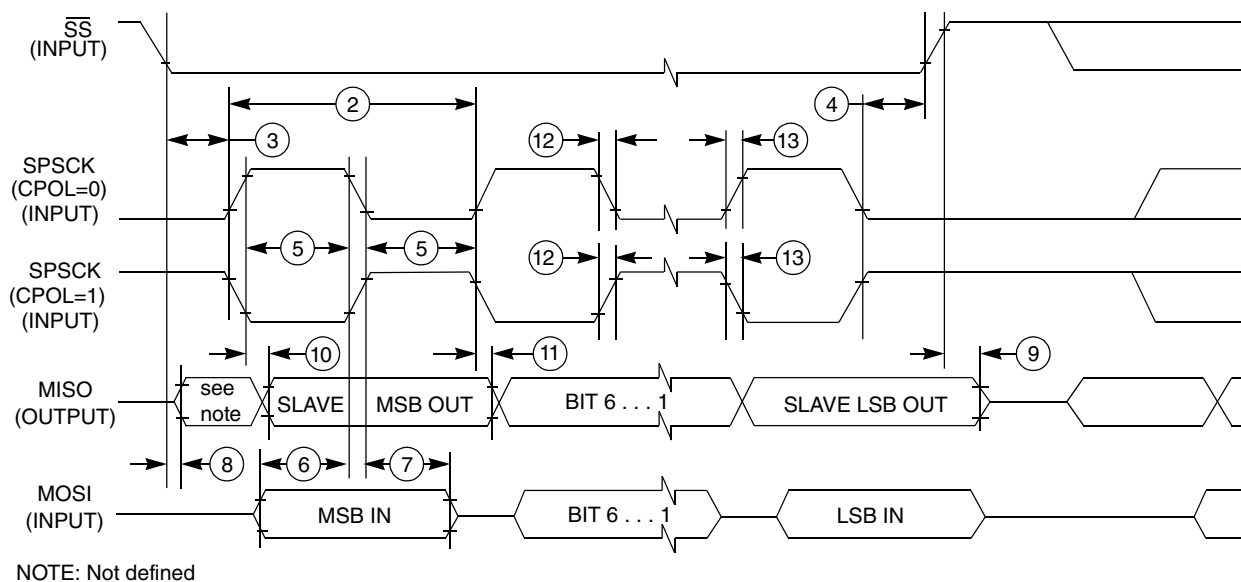 SS
(INPUT)
2
4
3
12
13
SPSCK
(CPOL=0)
(INPUT)
5
5
SPSCK
(CPOL=1)
(INPUT)
12
13
10
11
9
MISO
(OUTPUT)
see
note
SLAVE
MSB OUT
BIT 6 . . . 1
SLAVE LSB OUT
8
6
7
MOSI
(INPUT)
MSB IN
BIT 6 . . . 1
LSB IN
NOTE: Not defined